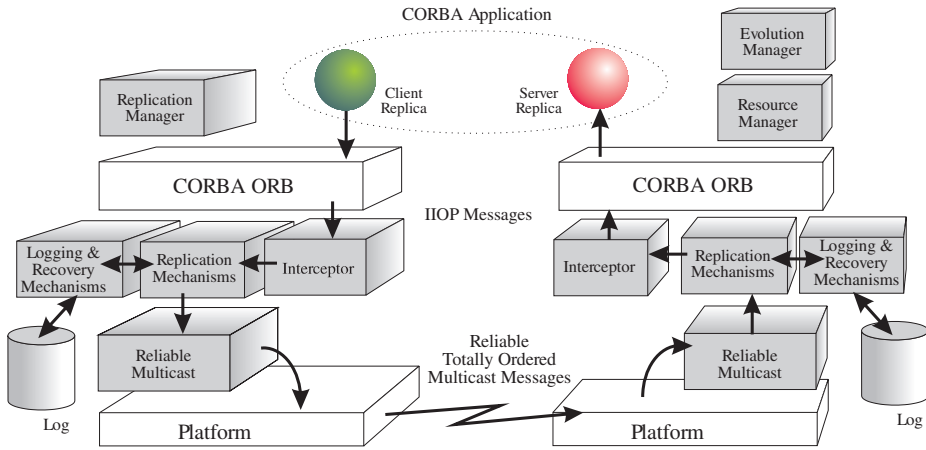 CORBA Application
Evolution
Manager
Replication
Manager
Client
Replica
Server
Replica
Resource
Manager
CORBA ORB
CORBA ORB
IIOP Messages
Logging &
Recovery
Mechanisms
Replication
Mechanisms
Interceptor
Interceptor
Replication
Mechanisms
Logging &
Recovery
Mechanisms
Reliable
Multicast
Reliable
Totally Ordered
Multicast Messages
Reliable
Multicast
Log
Platform
Platform
Log